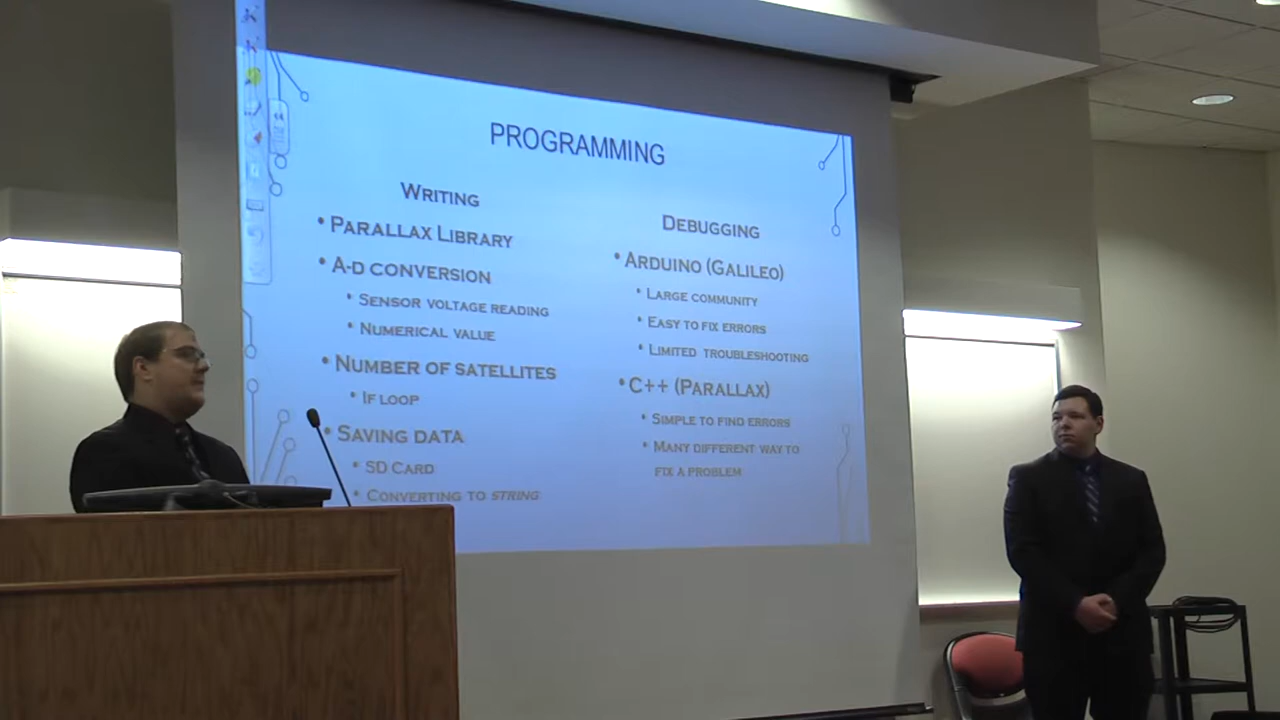 PROGRAMMING
WRITING
• PARALLAX LIBRARY
• A-D CONVERSION
• SENSOR VOLTAGE READING
• NUMERICAL VALUE
• NUMBER OF SATELLITES
• IF LOOP
• SAVING DATA
• SD CARD
• CONVERTING TO STRING
DEBUGGING
• ARDUINO (GALILEO)
• LARGE COMMUNITY
• EASY TO FIX ERRORS
• LIMITED TROUBLESHOOTING
• C++ (PARALLAX)
• SIMPLE TO FIND ERRORS
• MANY DIFFERENT WAY TO
FIX A PROBLEM